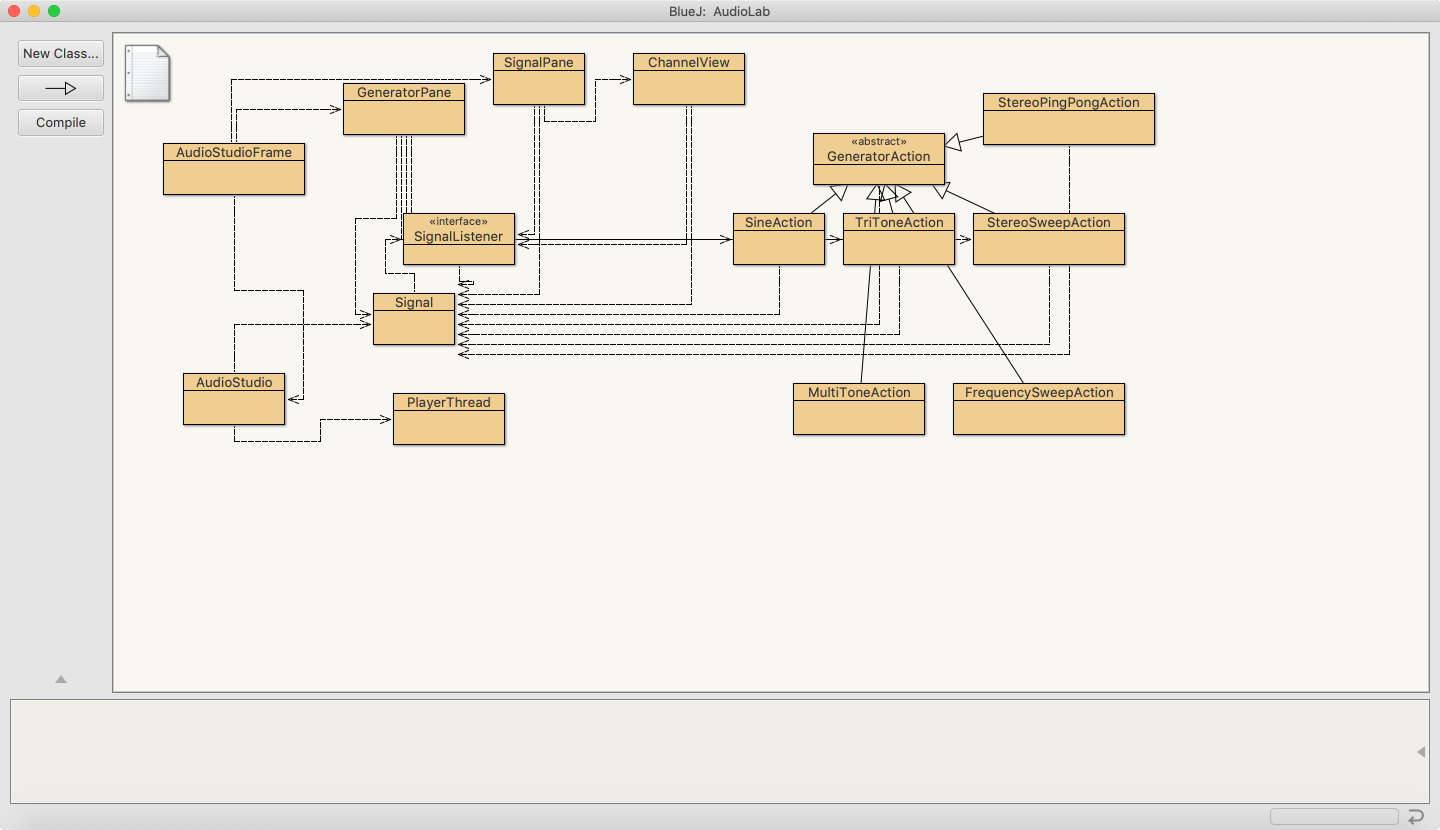 BlueJ: AudioLab
New Class...
Compile
SignalPane
ChannelView
GeneratorPane
StereoPingPongAction
AudioStudioFrame
«abstract»
GeneratorAction
«interface»
SignalListener
SineAction
TriToneAction
StereoSweepAction
Signal
AudioStudio
PlayerThread
MultiToneAction
FrequencySweepAction